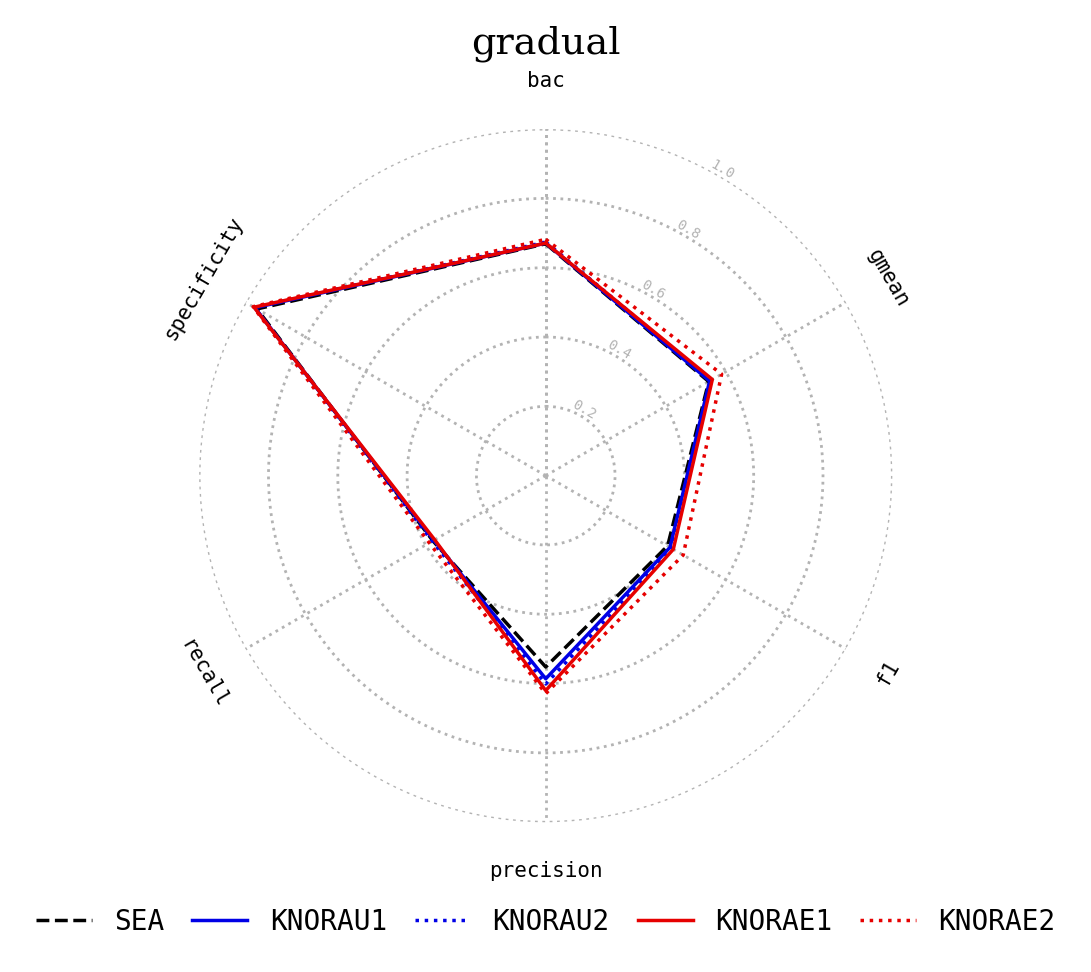 gradual
bac
1.0
0.8
0.6
0.4
0.2
gmean
specificity
recall
f1
precision
SEA KNORAU1 KNORAU2 KNORAE1 KNORAE2